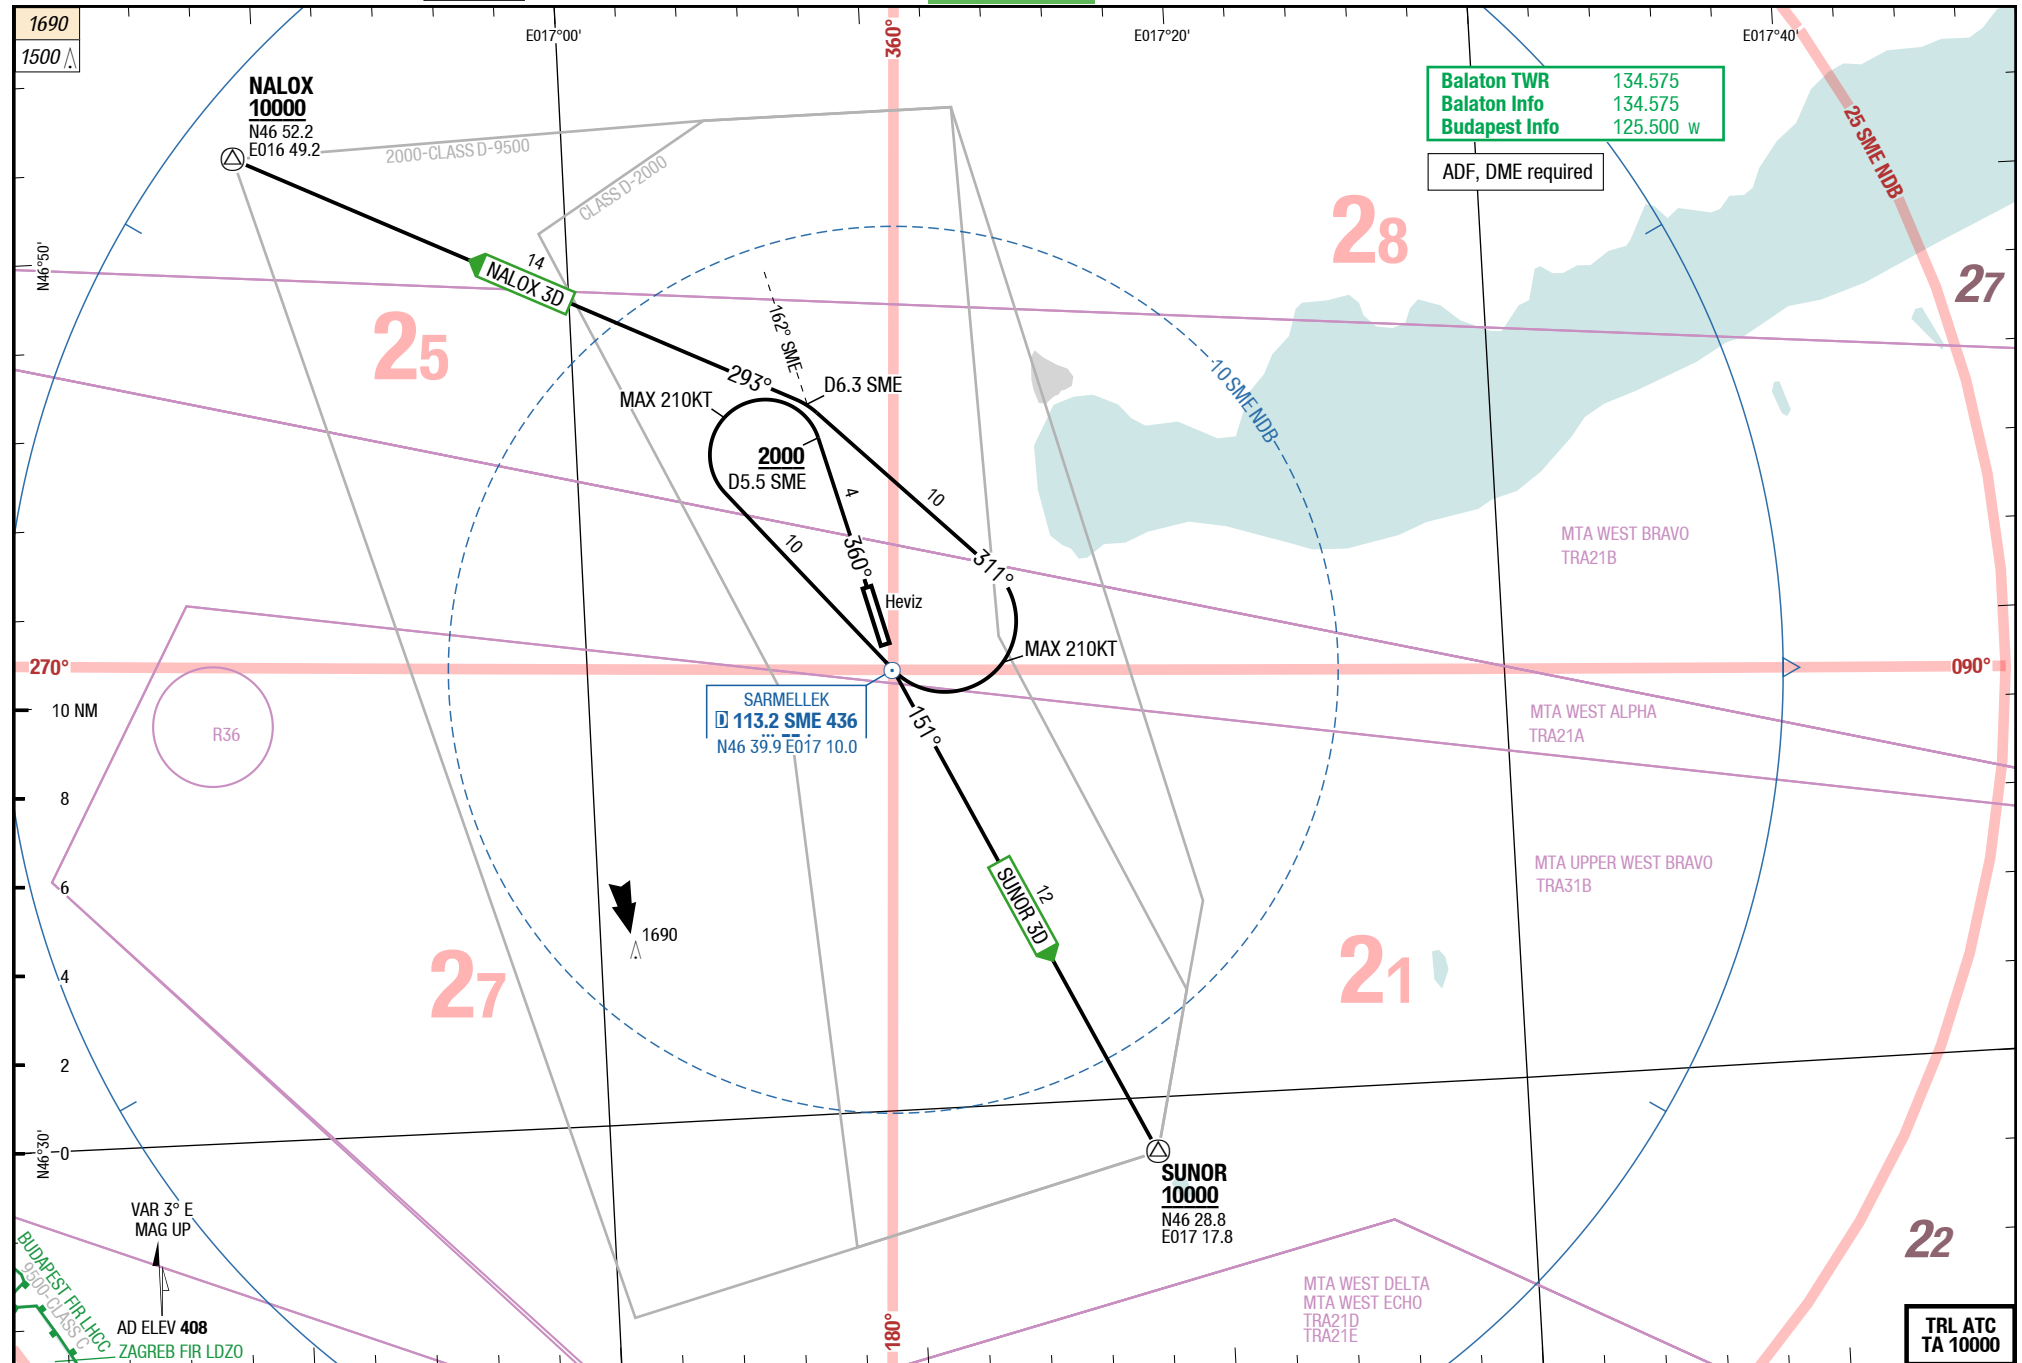 1690
1500
E017°00'
360°
E017°20'
E017°40'
NALOX
10000
N46 52.2
E016 49.2
Balaton TWR 134.575
Balaton Info 134.575
Budapest Info 125.500 W
ADF, DME required
25 SME NDB
2000-CLASS D-9500
CLASS D-2000
28
27
N46°50'
14
NALOX 3D
25
162° SME
293°
D6.3 SME
MAX 210KT
10 SME NDB
2000
D5.5 SME
4
10
10
360°
311°
MTA WEST BRAVO
TRA21B
Heviz
MAX 210KT
270°
090°
SARMELLEK
D 113.2 SME 436
N46 39.9 E017 10.0
151°
10 NM
R36
MTA WEST ALPHA
TRA21A
8
6
4
2
0
MTA UPPER WEST BRAVO
TRA31B
12
SUNOR 3D
1690
27
21
N46°30'
SUNOR
10000
N46 28.8
E017 17.8
VAR 3° E
MAG UP
22
BUDAPEST FIR LHCC
9500-CLASS C
AD ELEV 408
ZAGREB FIR LDZO
180°
MTA WEST DELTA
MTA WEST ECHO
TRA21D
TRA21E
TRL ATC
TA 10000